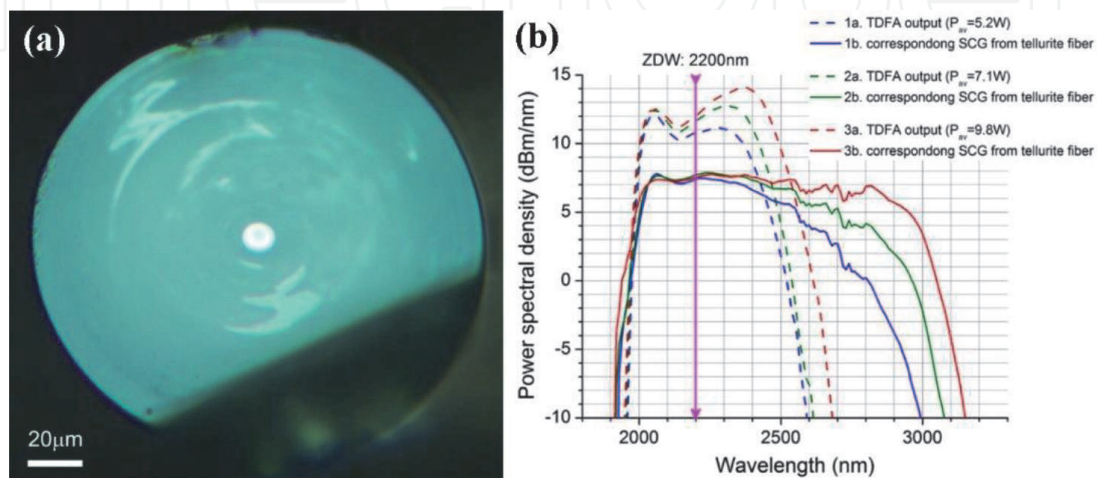 (a)
20μm
(b)
1a. TDFA output (Pav=5.2W)
1b. correspondong SCG from tellurite fiber
2a. TDFA output (Pav=7.1W)
2b. correspondong SCG from tellurite fiber
3a. TDFA output (Pav=9.8W)
3b. correspondong SCG from tellurite fiber
ZDW: 2200nm
15
10
5
0
-5
-10
Power spectral density (dBm/nm)
2000 2500 3000
Wavelength (nm)